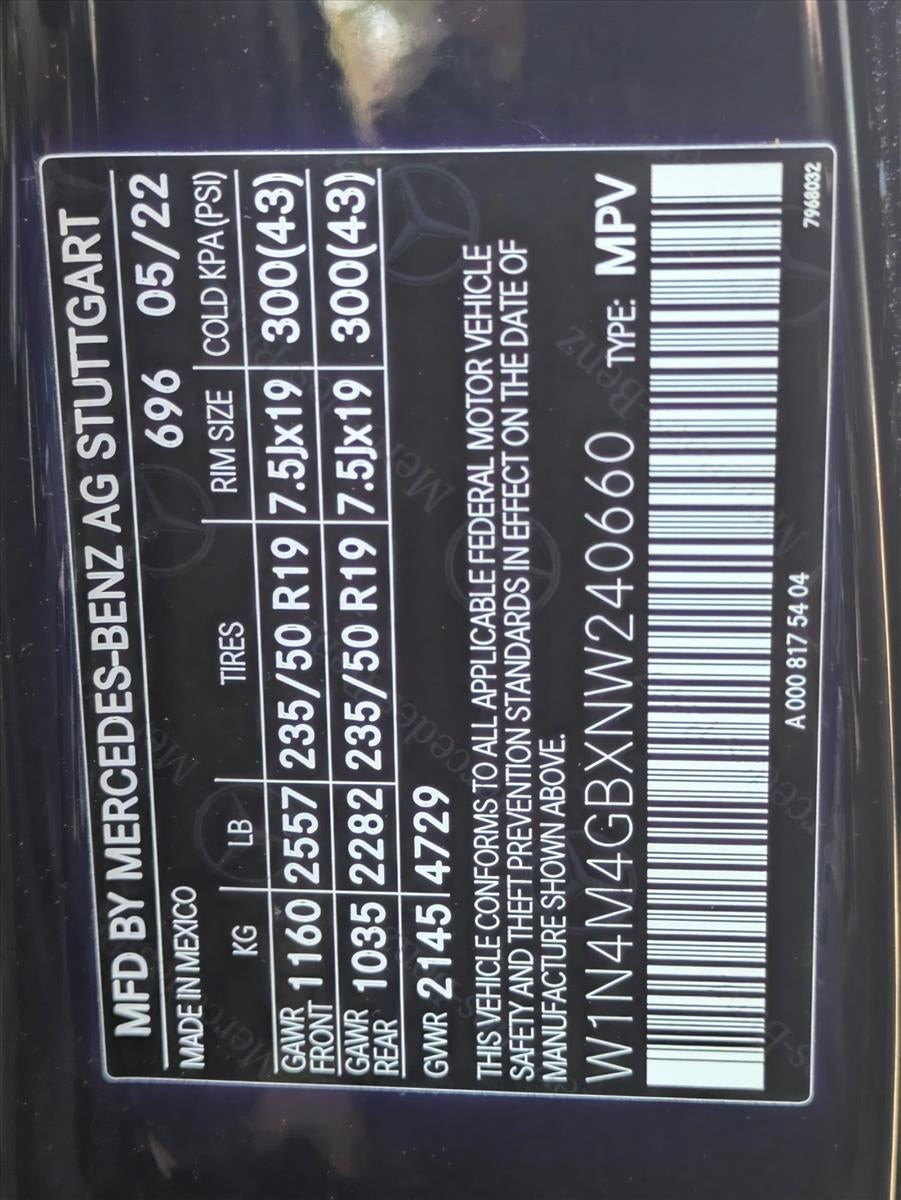 MFD BY MERCEDES-BENZ AG STUTTGART
MADE IN MEXICO 696 05/22
KG LB TIRES RIM SIZE COLD KPA(PSI)
GAWR FRONT 1160 2557 235/50 R19 7.5Jx19 300(43)
GAWR REAR 1035 2282 235/50 R19 7.5Jx19 300(43)
GVWR 2145 4729
THIS VEHICLE CONFORMS TO ALL APPLICABLE FEDERAL MOTOR VEHICLE
SAFETY AND THEFT PREVENTION STANDARDS IN EFFECT ON THE DATE OF
MANUFACTURE SHOWN ABOVE.
W1N4M4GBXNW240660 TYPE: MPV
A 000 817 54 04 7968032